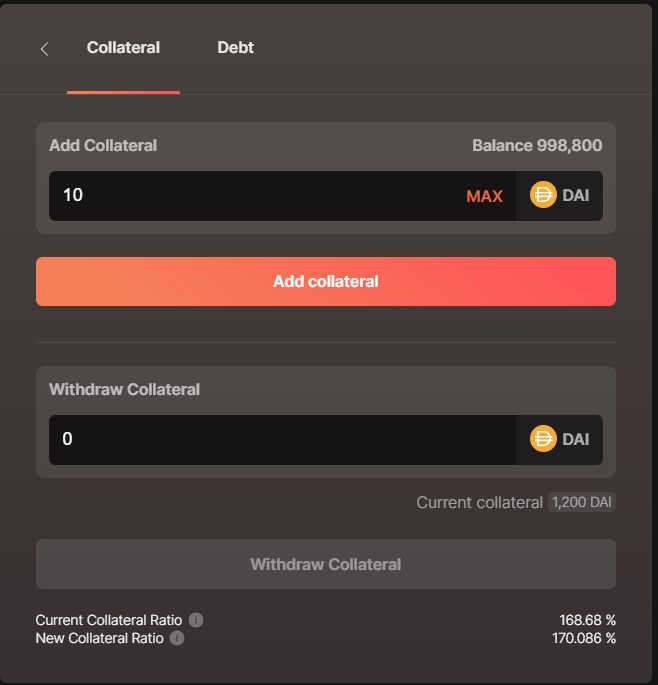 Collateral Debt
Add Collateral Balance 998,800
10 MAX DAI
Add collateral
Withdraw Collateral
0 DAI
Current collateral 1,200 DAI
Withdraw Collateral
Current Collateral Ratio 168.68 %
New Collateral Ratio 170.086 %